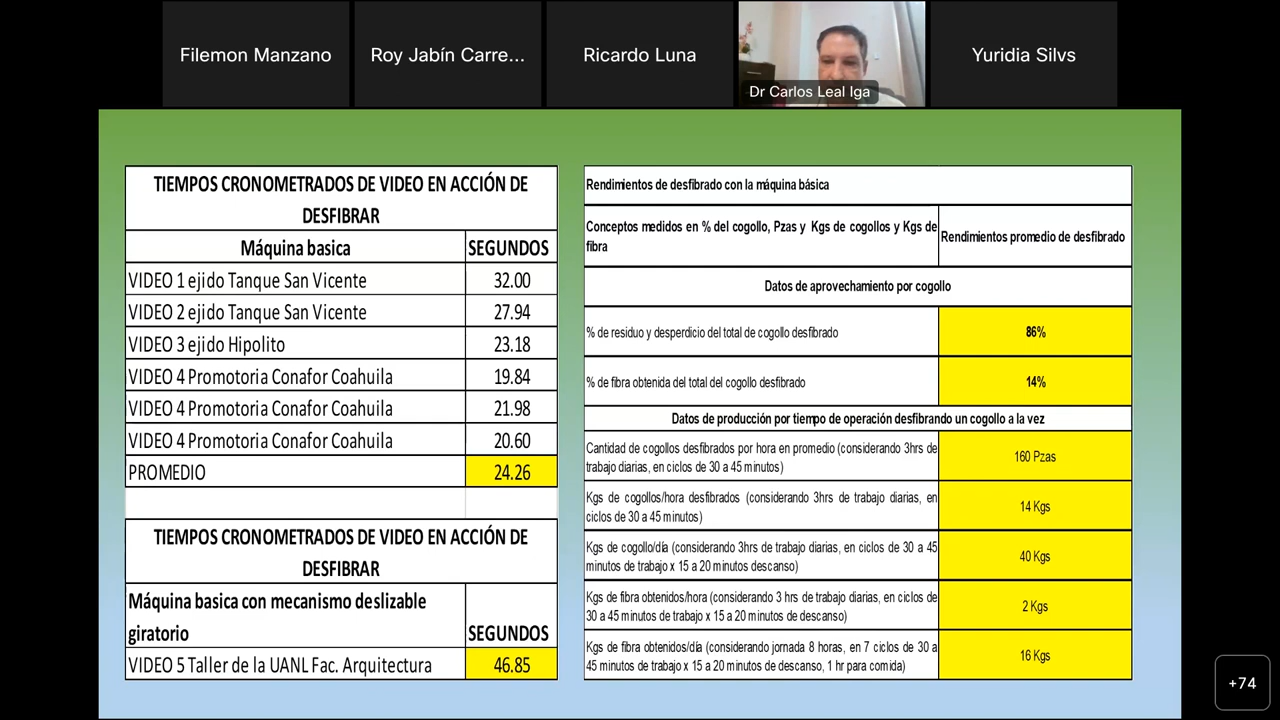 Filemon Manzano
Roy Jabín Carre...
Ricardo Luna
Dr Carlos Leal Iga
Yuridia Silvs
TIEMPOS CRONOMETRADOS DE VIDEO EN ACCIÓN DE
DESFIBRAR
Máquina basica SEGUNDOS
VIDEO 1 ejido Tanque San Vicente 32.00
VIDEO 2 ejido Tanque San Vicente 27.94
VIDEO 3 ejido Hipolito 23.18
VIDEO 4 Promotoria Conafor Coahuila 19.84
VIDEO 4 Promotoria Conafor Coahuila 21.98
VIDEO 4 Promotoria Conafor Coahuila 20.60
PROMEDIO 24.26
TIEMPOS CRONOMETRADOS DE VIDEO EN ACCIÓN DE
DESFIBRAR
Máquina basica con mecanismo deslizable
giratorio SEGUNDOS
VIDEO 5 Taller de la UANL Fac. Arquitectura 46.85
Rendimientos de desfibrado con la máquina básica
Conceptos medidos en % del cogollo, Pzas y Kgs de cogollos y Kgs de
fibra
Rendimientos promedio de desfibrado
Datos de aprovechamiento por cogollo
% de residuo y desperdicio del total de cogollo desfibrado 86%
% de fibra obtenida del total del cogollo desfibrado 14%
Datos de producción por tiempo de operación desfibrando un cogollo a la vez
Cantidad de cogollos desfibrados por hora en promedio (considerando 3hrs de
trabajo diarias, en ciclos de 30 a 45 minutos)
160 Pzas
Kgs de cogollos/hora desfibrados (considerando 3hrs de trabajo diarias, en
ciclos de 30 a 45 minutos)
14 Kgs
Kgs de cogollo/día (considerando 3hrs de trabajo diarias, en ciclos de 30 a 45
minutos de trabajo x 15 a 20 minutos descanso)
40 Kgs
Kgs de fibra obtenidos/hora (considerando 3 hrs de trabajo diarias, en ciclos de
30 a 45 minutos de trabajo x 15 a 20 minutos de descanso)
2 Kgs
Kgs de fibra obtenidos/día (considerando jornada 8 horas, en 7 ciclos de 30 a
45 minutos de trabajo x 15 a 20 minutos de descanso, 1 hr para comida)
16 Kgs
+74